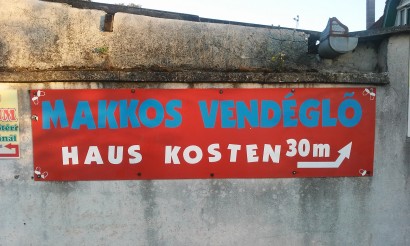 MAKKOS VENDÉGLŐ
HAUS KOSTEN 30m